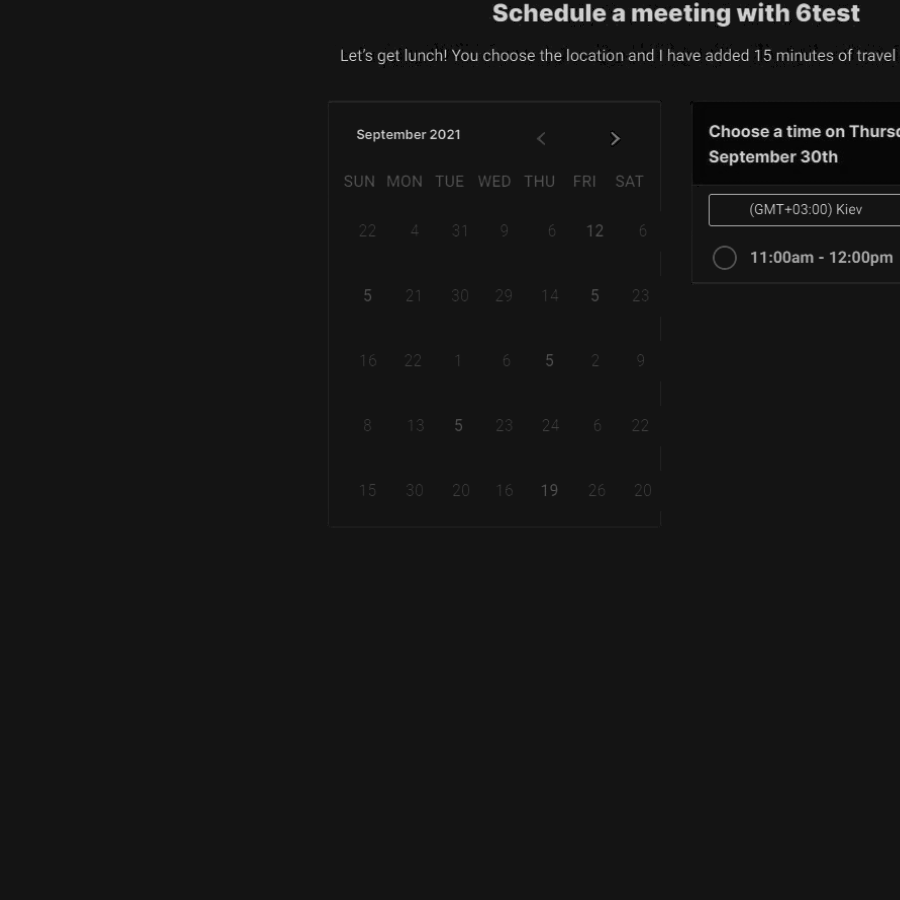 Schedule a meeting with 6test
Let's get lunch! You choose the location and I have added 15 minutes of travel
September 2021
SUN MON TUE WED THU FRI SAT
22 4 31 9 6 12 6
5 21 30 29 14 5 23
16 22 1 6 5 2 9
8 13 5 23 24 6 22
15 30 20 16 19 26 20
Choose a time on Thurs
September 30th
(GMT+03:00) Kiev
11:00am - 12:00pm